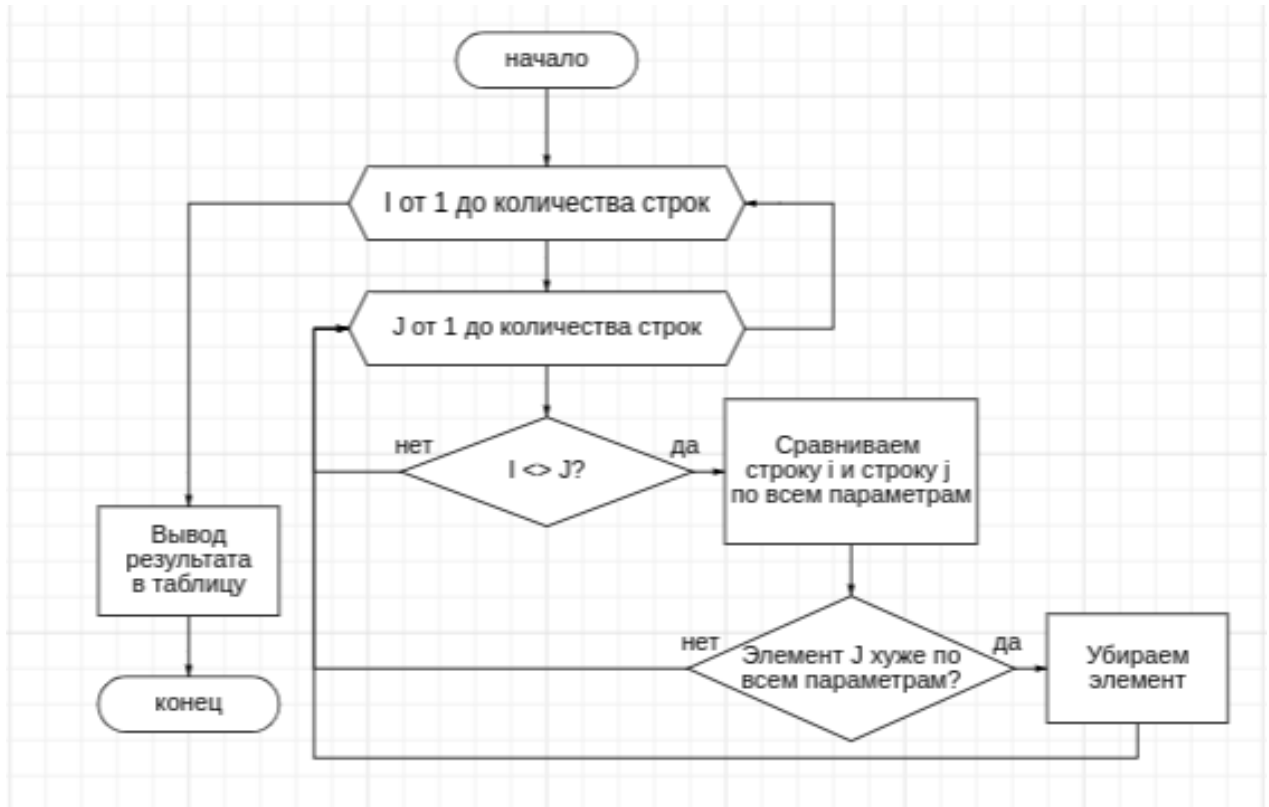 начало
I от 1 до количества строк
J от 1 до количества строк
нет
да
I <> J?
Сравниваем
строку i и строку j
по всем параметрам
Вывод
результата
в таблицу
нет
да
Элемент J хуже по
всем параметрам?
Убираем
элемент
конец